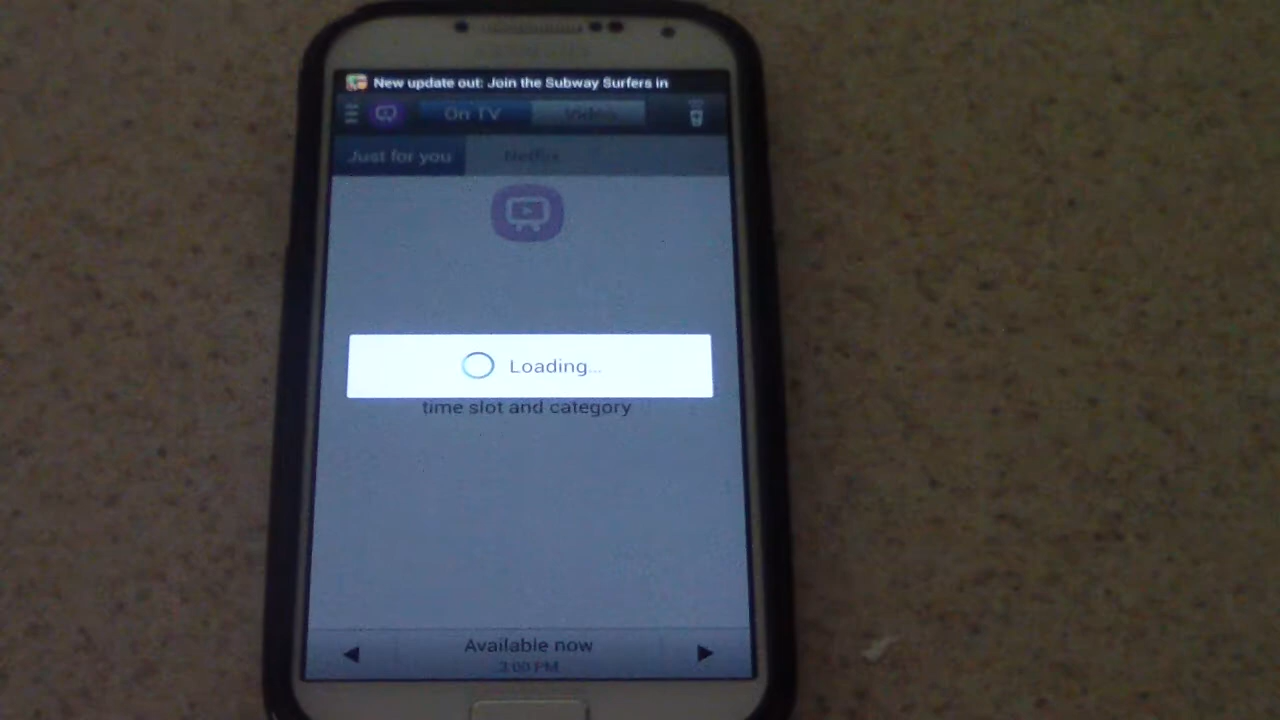 New update out: Join the Subway Surfers in
On TV
Video
Just for you
Netflix
Loading...
time slot and category
Available now
3:00 PM